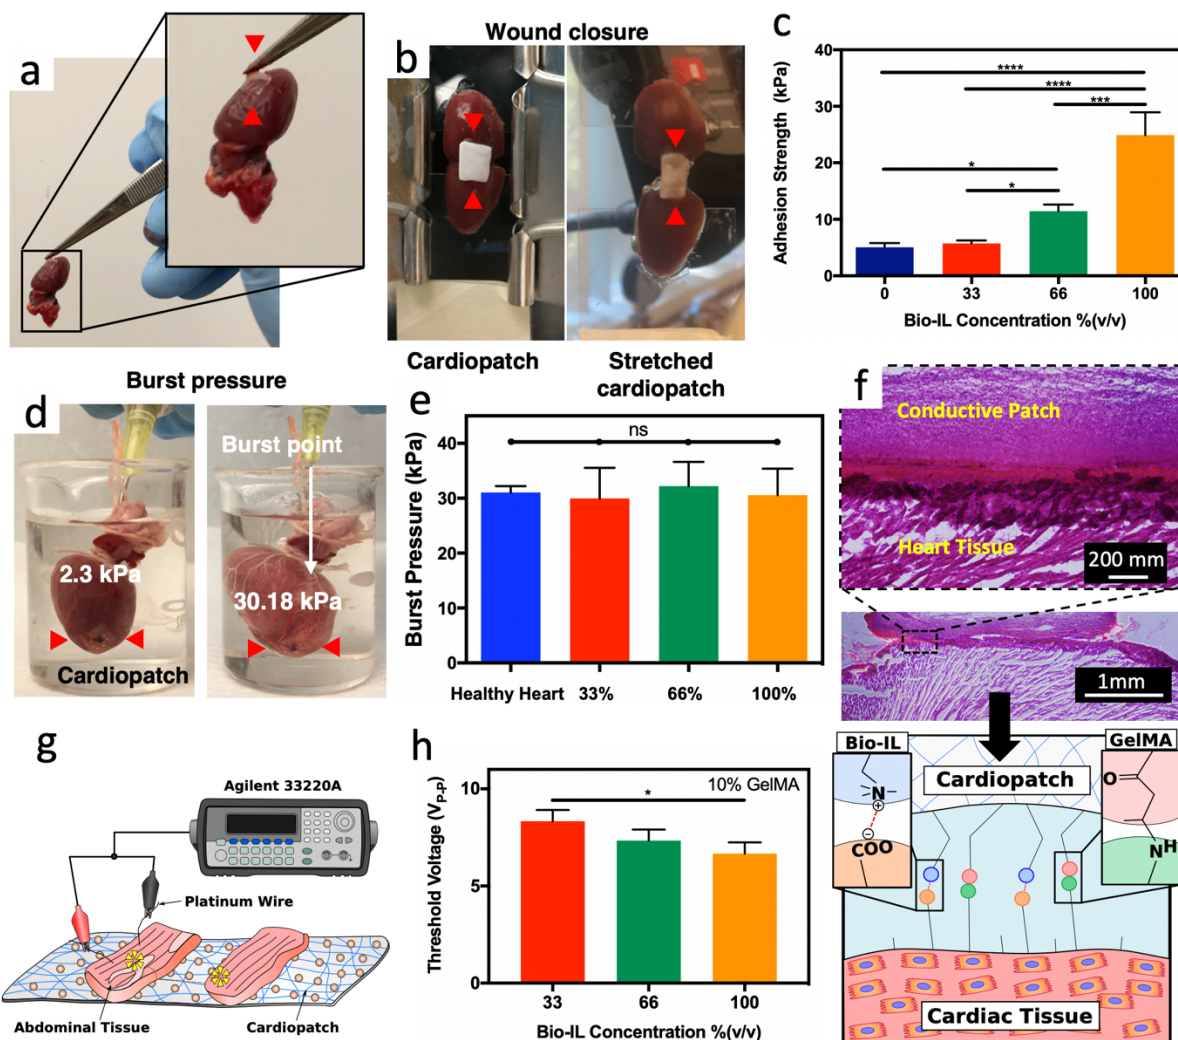 a
Wound closure
b
Cardiopatch
Stretched
cardiopatch
c
Adhesion Strength (kPa)
40
30
20
10
0
****
****
***
*
*
0 33 66 100
Bio-IL Concentration %(v/v)
Burst pressure
d
2.3 kPa
Cardiopatch
Burst point
30.18 kPa
e
Burst Pressure (kPa)
40
30
20
10
0
ns
Healthy Heart 33% 66% 100%
f
Conductive Patch
Heart Tissue
200 mm
1mm
Bio-IL
N
+
−
COO
Cardiopatch
GelMA
O
N H
Cardiac Tissue
g
Agilent 33220A
Platinum Wire
Abdominal Tissue
Cardiopatch
h
Threshold Voltage (VP-P)
10
5
0
10% GelMA
*
33 66 100
Bio-IL Concentration %(v/v)